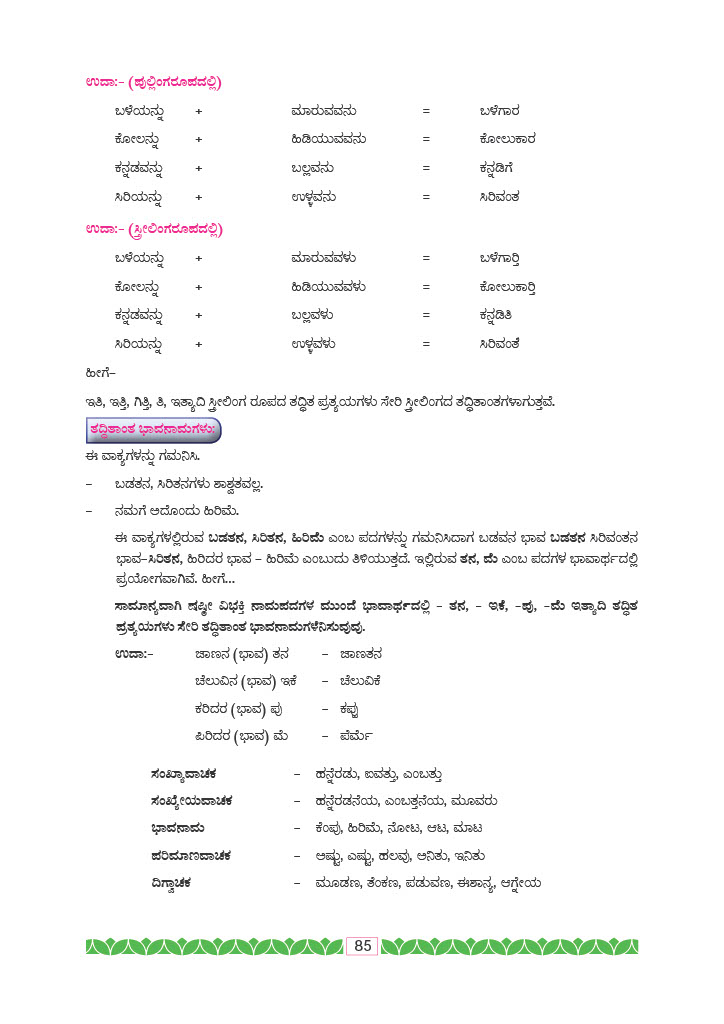 ಉದಾ:- (ಪುಲ್ಲಿಂಗರೂಪದಲ್ಲಿ)
ಬಳೆಯನ್ನು + ಮಾರುವವನು = ಬಳೆಗಾರ
ಕೋಲನ್ನು + ಹಿಡಿಯುವವನು = ಕೋಲುಕಾರ
ಕನ್ನಡವನ್ನು + ಬಲ್ಲವನು = ಕನ್ನಡಿಗೆ
ಸಿರಿಯನ್ನು + ಉಳ್ಳವನು = ಸಿರಿವಂತ
ಉದಾ:- (ಸ್ತ್ರೀಲಿಂಗರೂಪದಲ್ಲಿ)
ಬಳೆಯನ್ನು + ಮಾರುವವಳು = ಬಳೆಗಾರ್ತಿ
ಕೋಲನ್ನು + ಹಿಡಿಯುವವಳು = ಕೋಲುಕಾರ್ತಿ
ಕನ್ನಡವನ್ನು + ಬಲ್ಲವಳು = ಕನ್ನಡಿತಿ
ಸಿರಿಯನ್ನು + ಉಳ್ಳವಳು = ಸಿರಿವಂತೆ
ಹೀಗೆ–
ಇತಿ, ಇತ್ತಿ, ಗಿತ್ತಿ, ತಿ, ಇತ್ಯಾದಿ ಸ್ತ್ರೀಲಿಂಗ ರೂಪದ ತದ್ಧಿತ ಪ್ರತ್ಯಯಗಳು ಸೇರಿ ಸ್ತ್ರೀಲಿಂಗದ ತದ್ಧಿತಾಂತಗಳಾಗುತ್ತವೆ.
ತದ್ಧಿತಾಂತ ಭಾವನಾಮಗಳು:
ಈ ವಾಕ್ಯಗಳನ್ನು ಗಮನಿಸಿ.
– ಬಡತನ, ಸಿರಿತನಗಳು ಶಾಶ್ವತವಲ್ಲ.
– ನಮಗೆ ಅದೊಂದು ಹಿರಿಮೆ.
ಈ ವಾಕ್ಯಗಳಲ್ಲಿರುವ ಬಡತನ, ಸಿರಿತನ, ಹಿರಿಮೆ ಎಂಬ ಪದಗಳನ್ನು ಗಮನಿಸಿದಾಗ ಬಡವನ ಭಾವ ಬಡತನ ಸಿರಿವಂತನ
ಭಾವ–ಸಿರಿತನ, ಹಿರಿದರ ಭಾವ – ಹಿರಿಮೆ ಎಂಬುದು ತಿಳಿಯುತ್ತದೆ. ಇಲ್ಲಿರುವ ತನ, ಮೆ ಎಂಬ ಪದಗಳ ಭಾವಾರ್ಥದಲ್ಲಿ
ಪ್ರಯೋಗವಾಗಿವೆ. ಹೀಗೆ...
ಸಾಮಾನ್ಯವಾಗಿ ಷಷ್ಠೀ ವಿಭಕ್ತಿ ನಾಮಪದಗಳ ಮುಂದೆ ಭಾವಾರ್ಥದಲ್ಲಿ – ತನ, – ಇಕೆ, –ಪು, –ಮೆ ಇತ್ಯಾದಿ ತದ್ಧಿತ
ಪ್ರತ್ಯಯಗಳು ಸೇರಿ ತದ್ಧಿತಾಂತ ಭಾವನಾಮಗಳೆನಿಸುವುವು.
ಉದಾ:- ಜಾಣನ (ಭಾವ) ತನ – ಜಾಣತನ
ಚೆಲುವಿನ (ಭಾವ) ಇಕೆ – ಚೆಲುವಿಕೆ
ಕರಿದರ (ಭಾವ) ಪು – ಕಪ್ಪು
ಪಿರಿದರ (ಭಾವ) ಮೆ – ಪೆರ್ಮೆ
ಸಂಖ್ಯಾವಾಚಕ – ಹನ್ನೆರಡು, ಐವತ್ತು, ಎಂಬತ್ತು
ಸಂಖ್ಯೇಯವಾಚಕ – ಹನ್ನೆರಡನೆಯ, ಎಂಬತ್ತನೆಯ, ಮೂವರು
ಭಾವನಾಮ – ಕೆಂಪು, ಹಿರಿಮೆ, ನೋಟ, ಆಟ, ಮಾಟ
ಪರಿಮಾಣವಾಚಕ – ಅಷ್ಟು, ಎಷ್ಟು, ಹಲವು, ಅನಿತು, ಇನಿತು
ದಿಗ್ವಾಚಕ – ಮೂಡಣ, ತೆಂಕಣ, ಪಡುವಣ, ಈಶಾನ್ಯ, ಆಗ್ನೇಯ
85